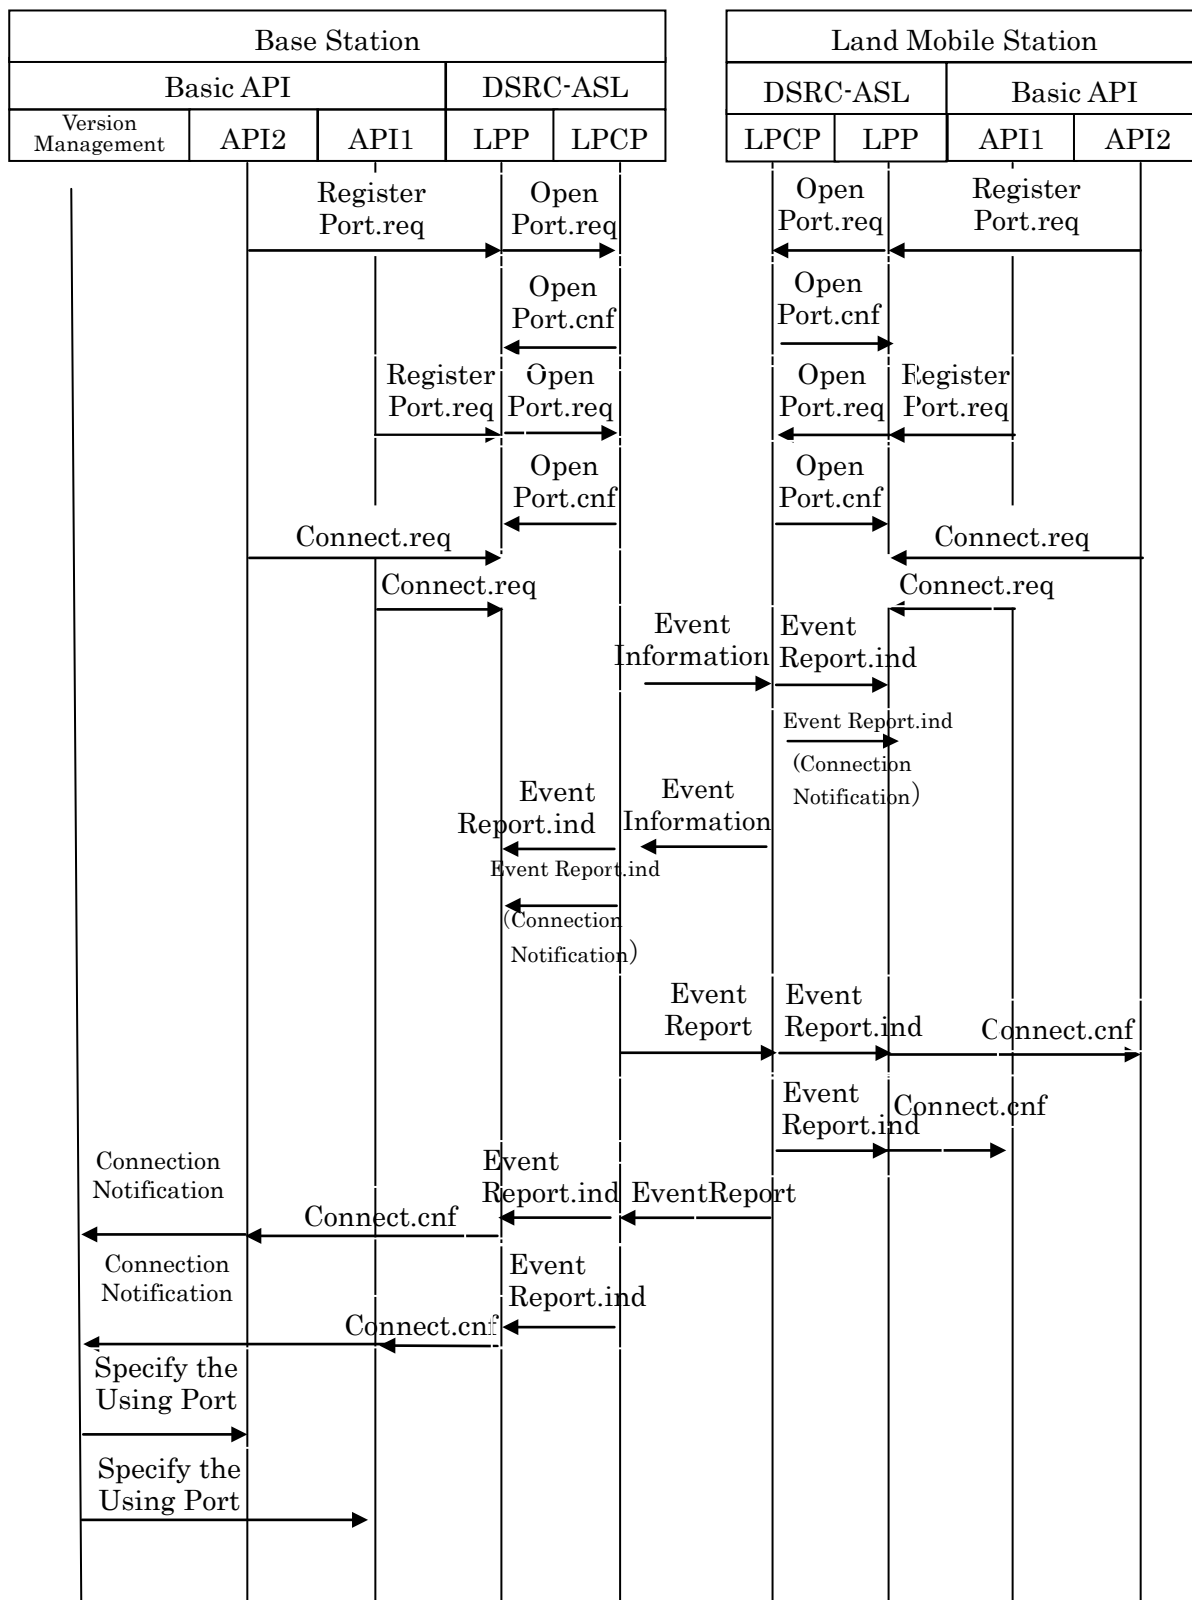 Base Station
Land Mobile Station
Basic API
DSRC-ASL
DSRC-ASL
Basic API
Version
Management
API2
API1
LPP
LPCP
LPCP
LPP
API1
API2
Register
Port.req
Open
Port.req
Open
Port.req
Register
Port.req
Open
Port.cnf
Open
Port.cnf
Register
Port.req
Open
Port.req
Open
Port.req
Register
Port.req
Open
Port.cnf
Open
Port.cnf
Connect.req
Connect.req
Connect.req
Connect.req
Event
Information
Event
Report.ind
Event Report.ind
(Connection
Notification)
Event
Report.ind
Event
Information
Event Report.ind
(Connection
Notification)
Event
Report
Event
Report.ind
Connect.cnf
Event
Report.ind
Connect.cnf
Connection
Notification
Event
Report.ind
EventReport
Connect.cnf
Connection
Notification
Event
Report.ind
Connect.cnf
Specify the
Using Port
Specify the
Using Port